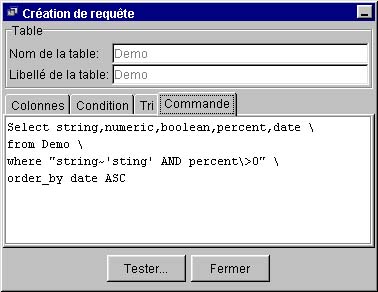 Création de requête
Table
Nom de la table: Demo
Libellé de la table: Demo
Colonnes Condition Tri Commande
Select string,numeric,boolean,percent,date \
from Demo \
where "string~'sting' AND percent\>0" \
order_by date ASC
Tester... Fermer